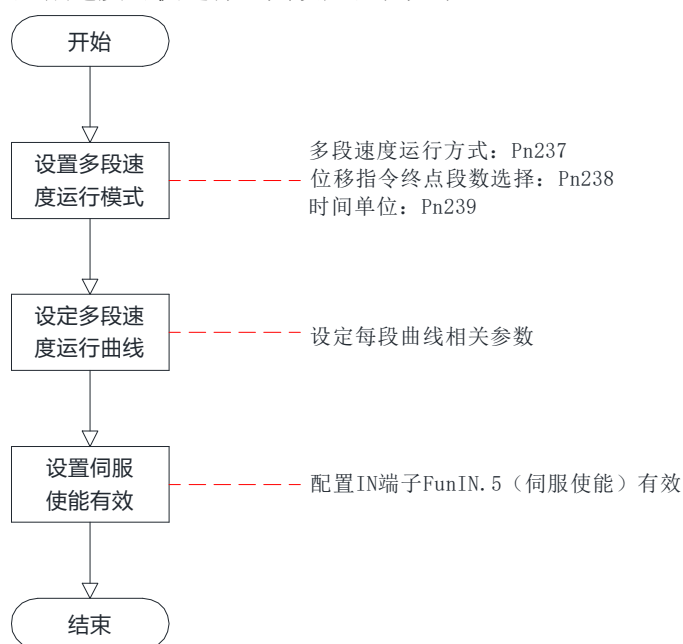 开始
设置多段速
度运行模式
多段速度运行方式：Pn237
位移指令终点段数选择：Pn238
时间单位：Pn239
设定多段速
度运行曲线
设定每段曲线相关参数
设置伺服
使能有效
配置IN端子FunIN.5（伺服使能）有效
结束